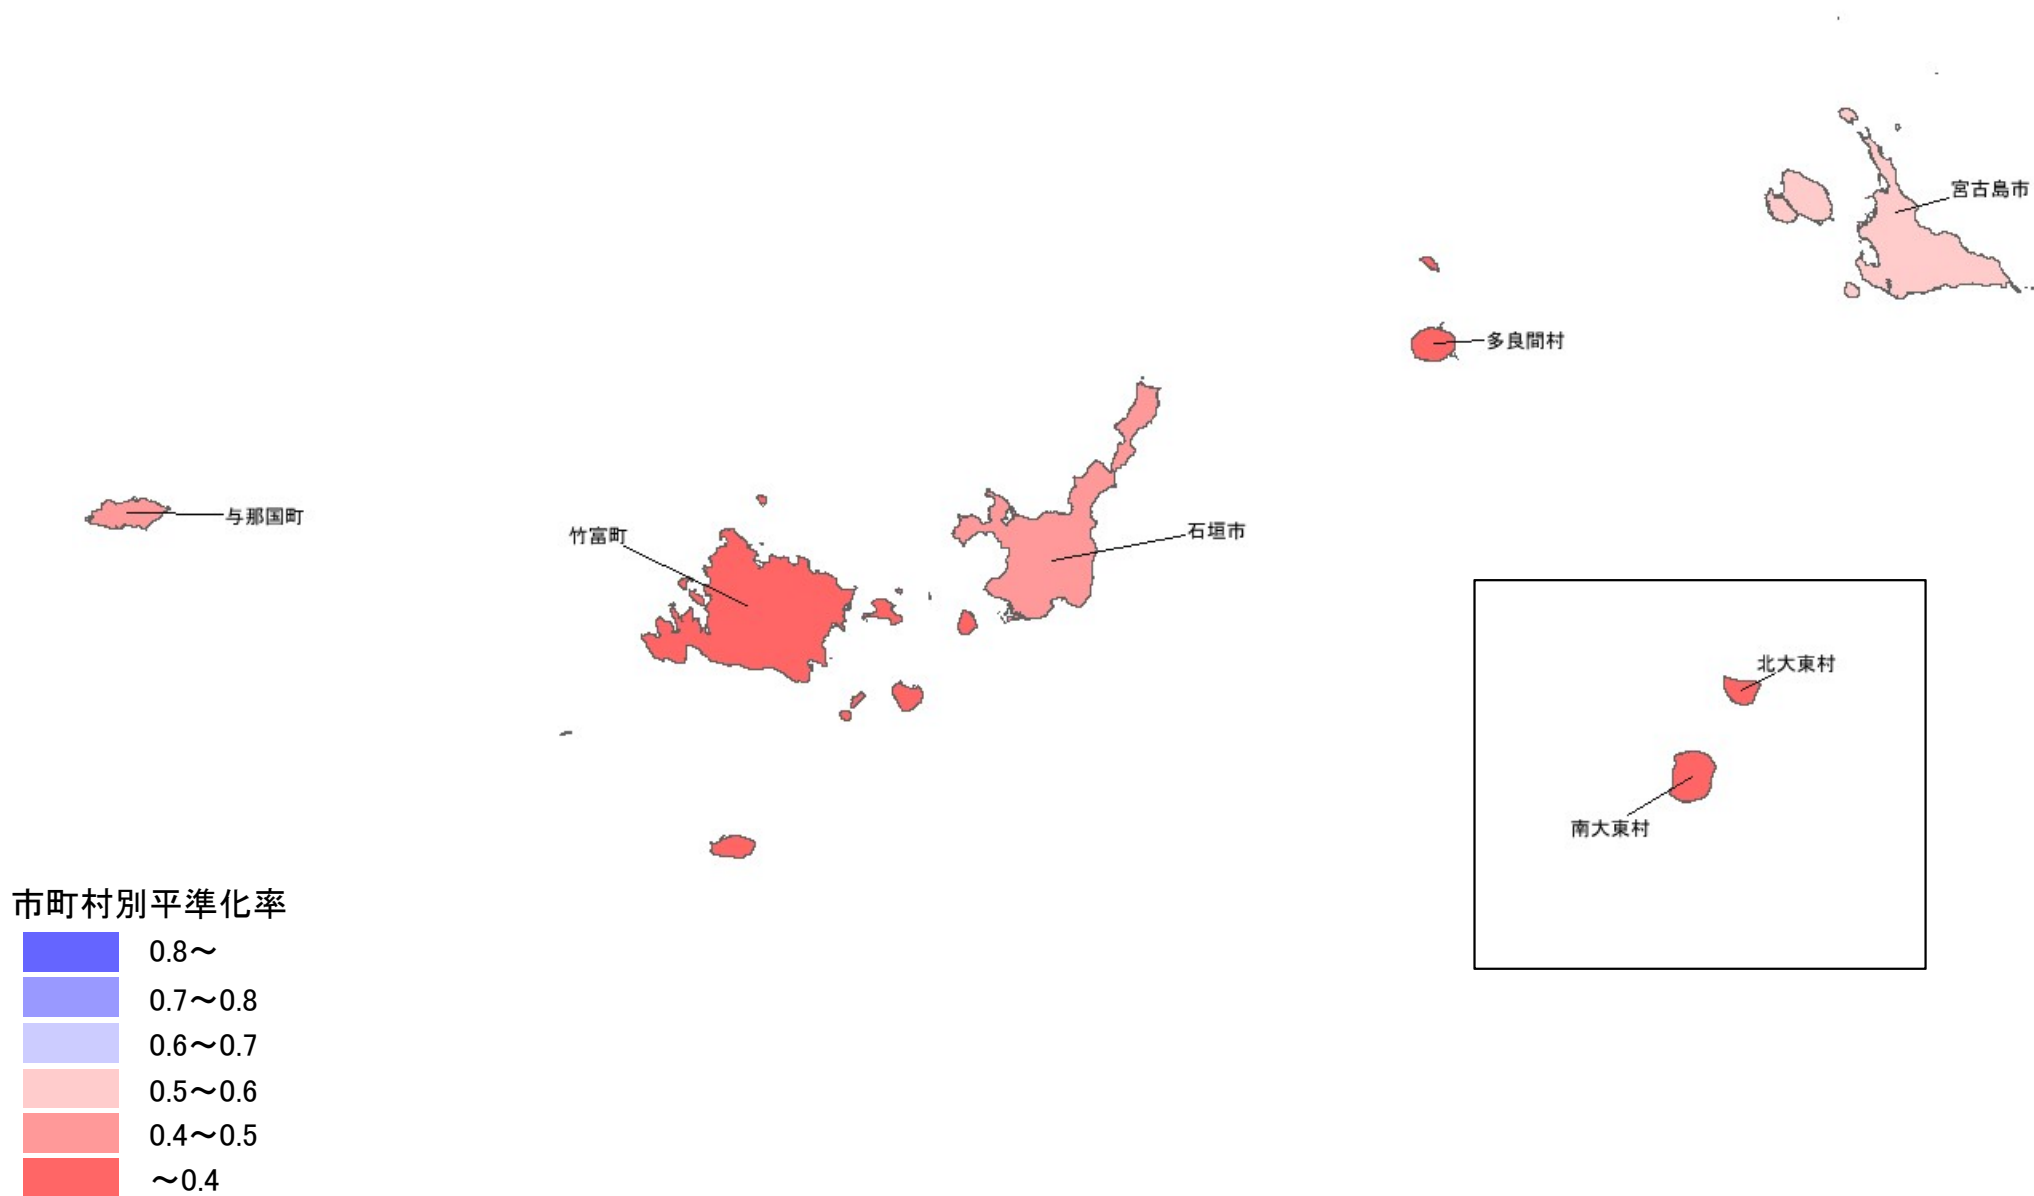 宮古島市
多良間村
与那国町
竹富町
石垣市
北大東村
南大東村
市町村別平準化率
0.8～
0.7～0.8
0.6～0.7
0.5～0.6
0.4～0.5
～0.4